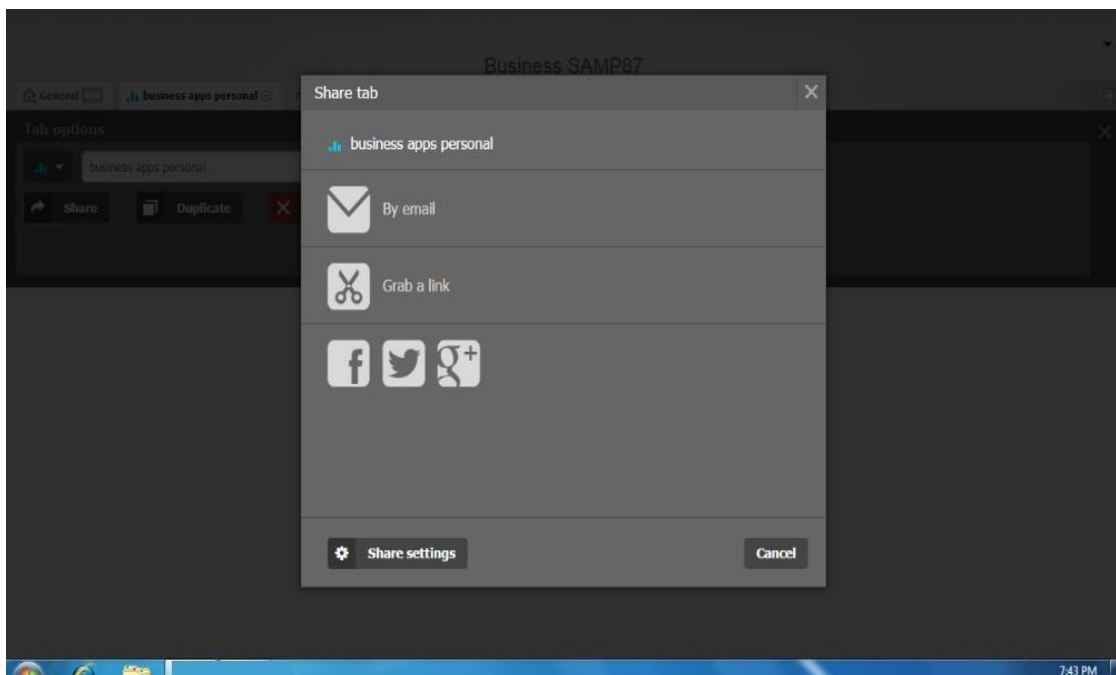 Business SAMP87
General
business apps personal
Tab options
business apps personal
Share
Duplicate
Share tab
business apps personal
By email
Grab a link
Share settings
Cancel
7:43 PM